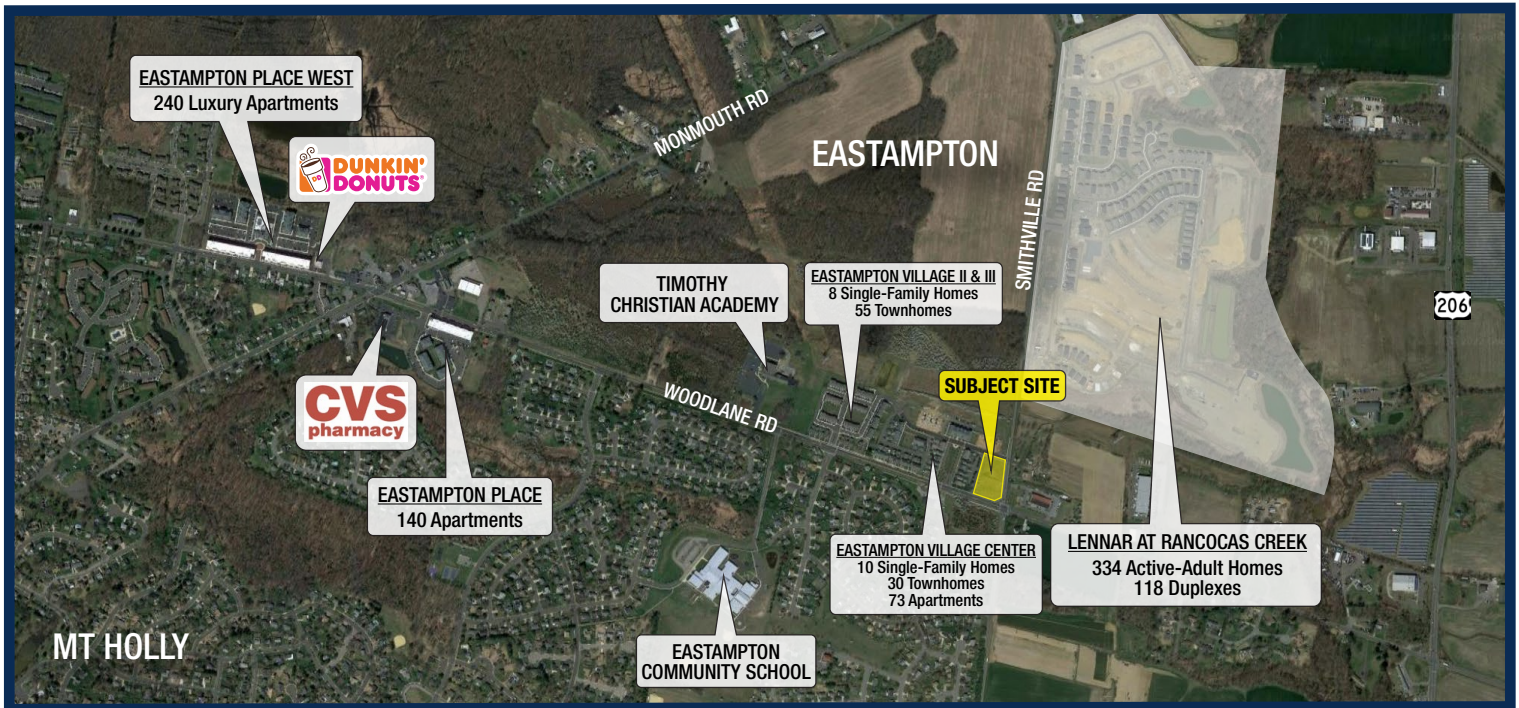 EASTAMPTON PLACE WEST
240 Luxury Apartments
DUNKIN'
DONUTS
MONMOUTH RD
EASTAMPTON
SMITHVILLE RD
206
TIMOTHY
CHRISTIAN ACADEMY
EASTAMPTON VILLAGE II & III
8 Single-Family Homes
55 Townhomes
SUBJECT SITE
WOODLANE RD
CVS
pharmacy
EASTAMPTON PLACE
140 Apartments
EASTAMPTON VILLAGE CENTER
10 Single-Family Homes
30 Townhomes
73 Apartments
LENNAR AT RANCOCAS CREEK
334 Active-Adult Homes
118 Duplexes
MT HOLLY
EASTAMPTON
COMMUNITY SCHOOL